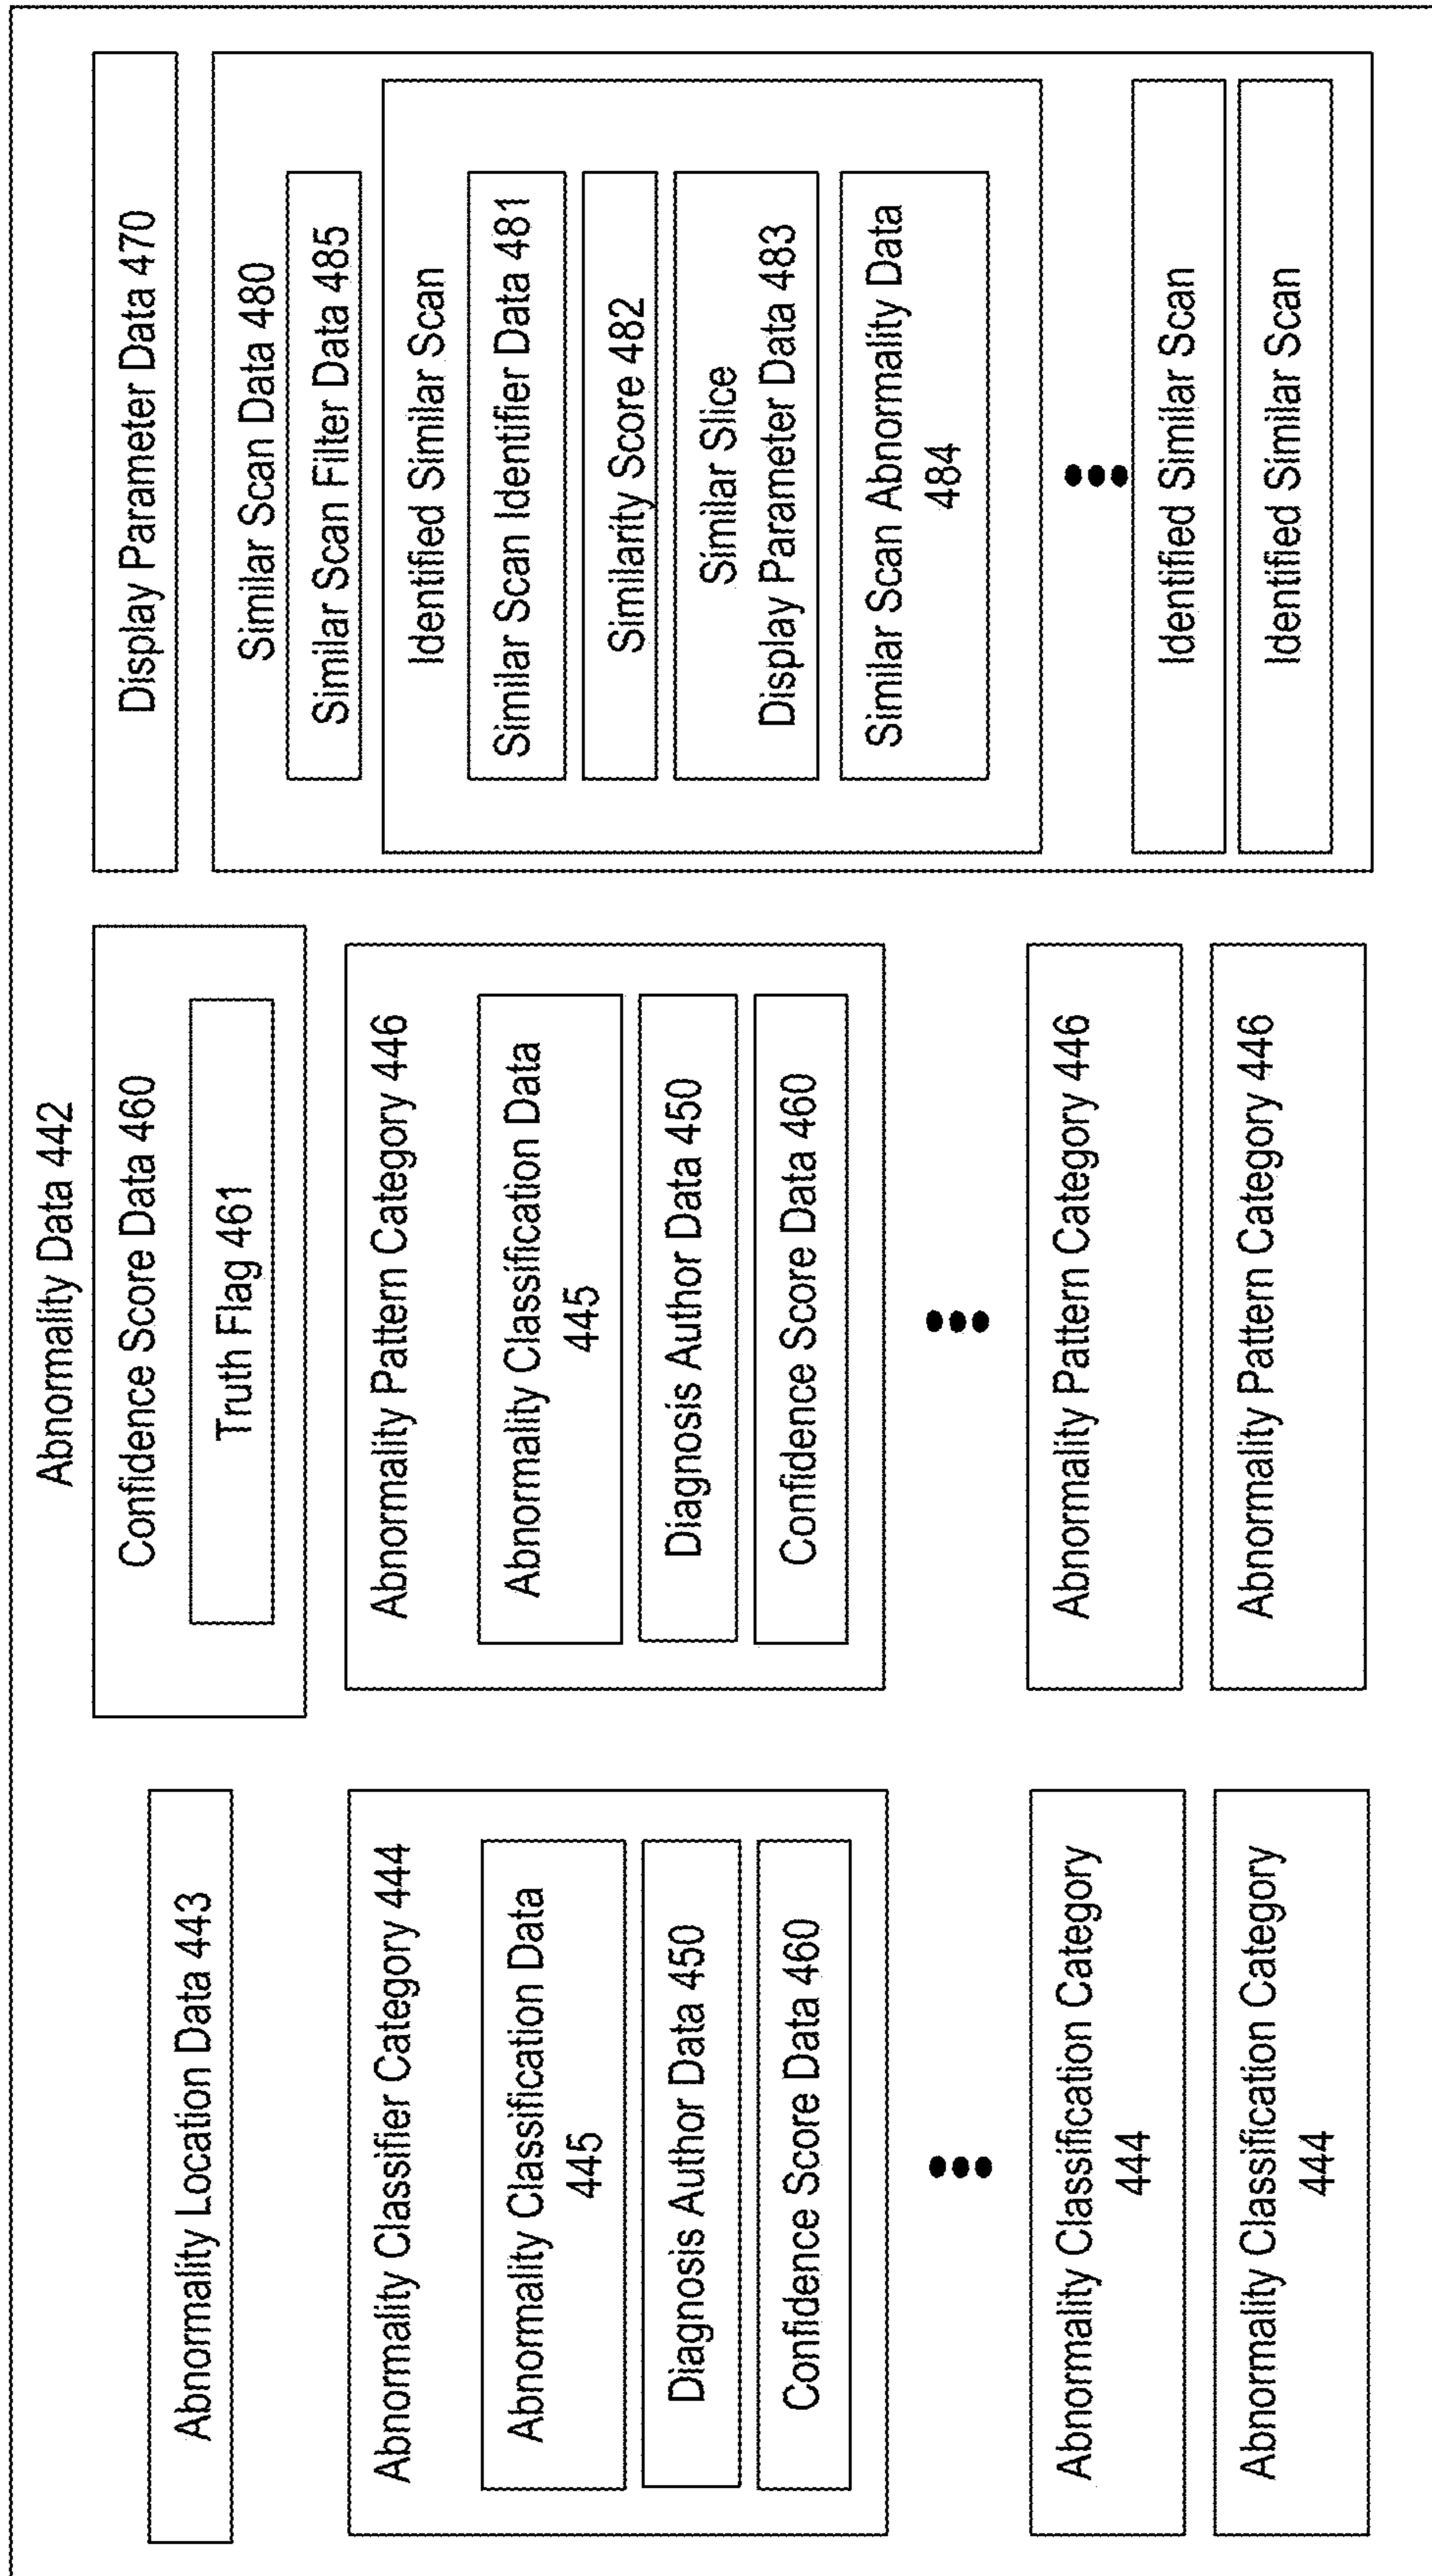 Abnormality Data 442
Abnormality Location Data 443
Abnormality Classifier Category 444
Abnormality Classification Data
445
Diagnosis Author Data 450
Confidence Score Data 460
Abnormality Classification Category
444
Abnormality Classification Category
444
Confidence Score Data 460
Truth Flag 461
Abnormality Pattern Category 446
Abnormality Classification Data
445
Diagnosis Author Data 450
Confidence Score Data 460
Abnormality Pattern Category 446
Abnormality Pattern Category 446
Display Parameter Data 470
Similar Scan Data 480
Similar Scan Filter Data 485
Identified Similar Scan
Similar Scan Identifier Data 481
Similarity Score 482
Similar Slice
Display Parameter Data 483
Similar Scan Abnormality Data
484
Identified Similar Scan
Identified Similar Scan